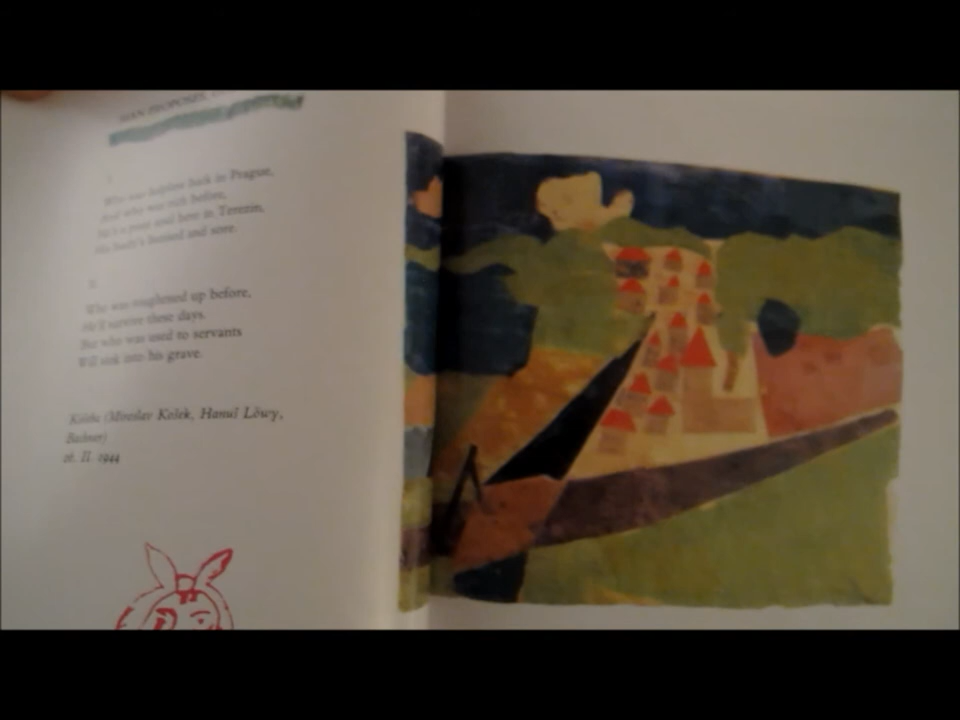 MAN PROPOSES,
I
Who was helpless back in Prague,
And who was rich before,
He's a poor soul here in Terezin,
His body's bruised and sore.
II
Who was toughened up before,
He'll survive these days.
But who was used to servants
Will sink into his grave.
Koleba (Miroslav Košek, Hanuš Löwy,
Bachner)
26. II. 1944